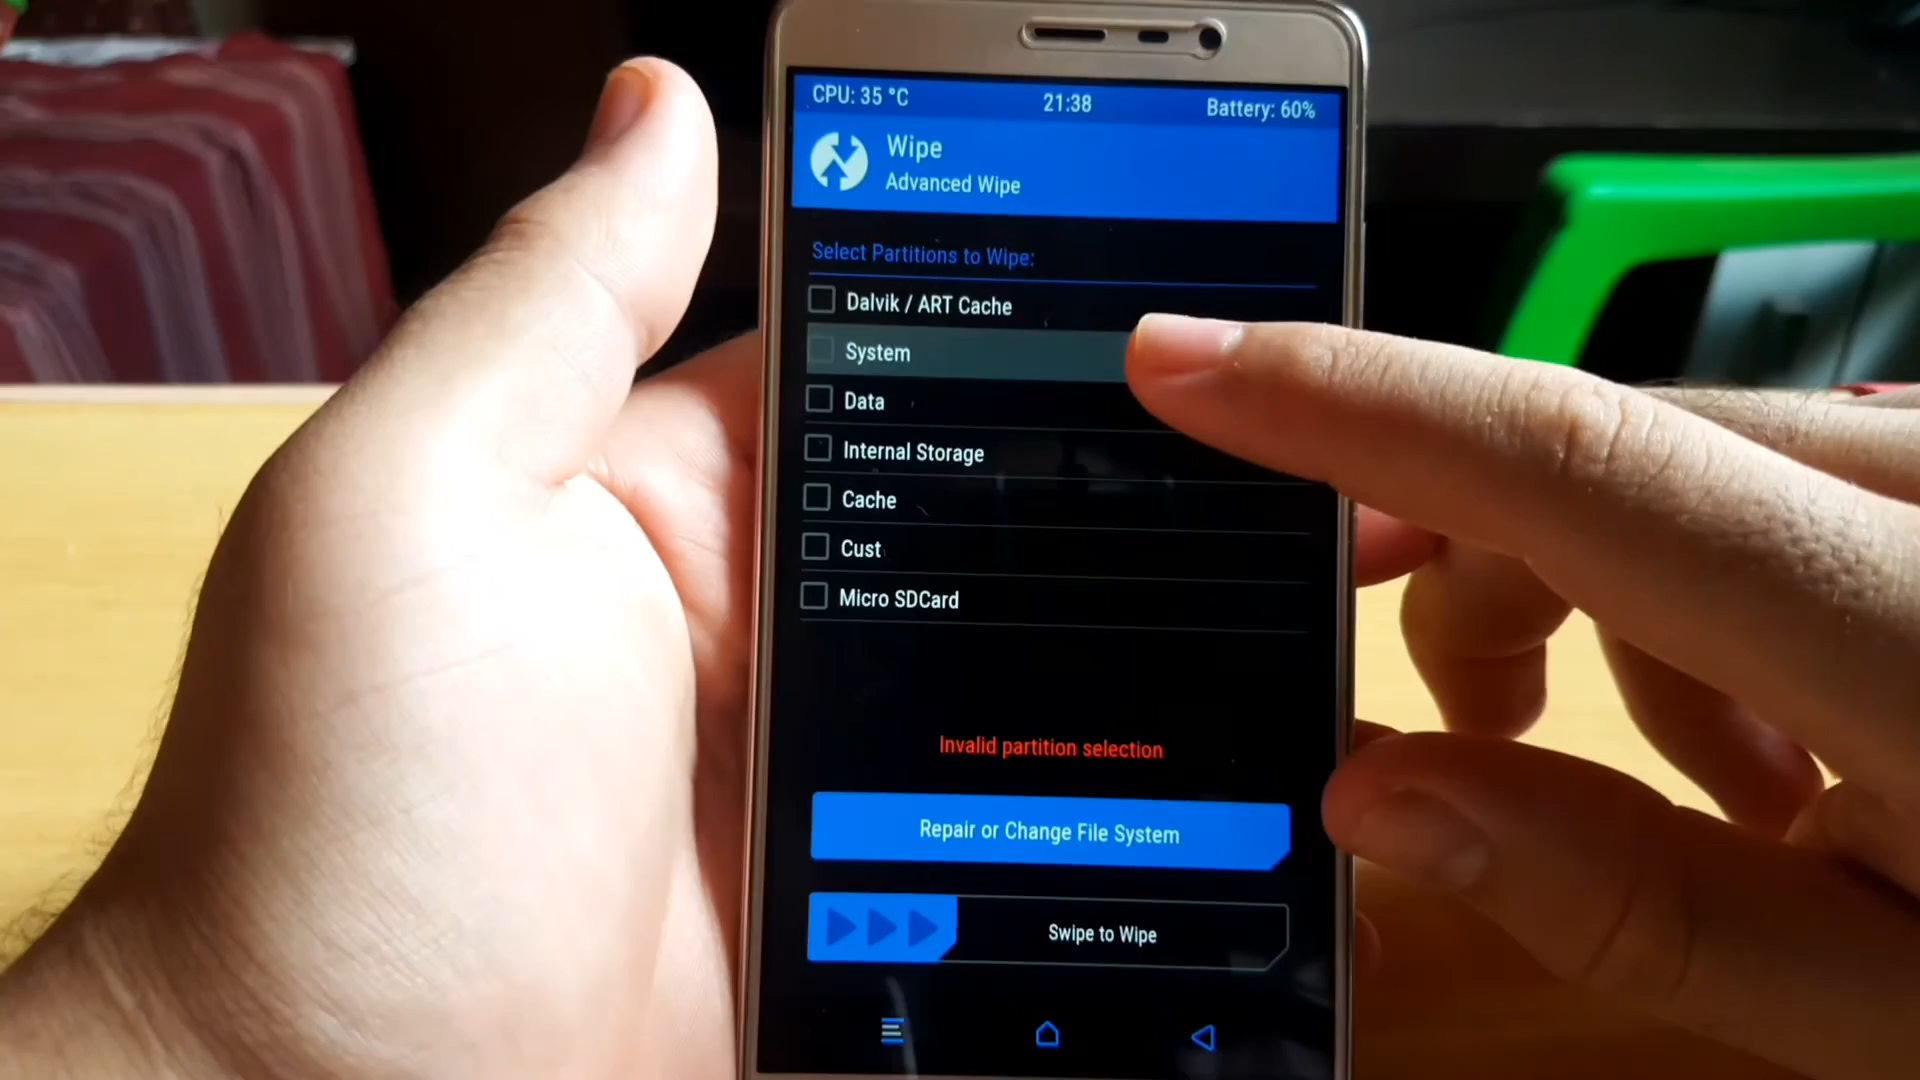 CPU: 35 °C 21:38 Battery: 60%
Wipe
Advanced Wipe
Select Partitions to Wipe:
Dalvik / ART Cache
System
Data
Internal Storage
Cache
Cust
Micro SDCard
Invalid partition selection
Repair or Change File System
Swipe to Wipe